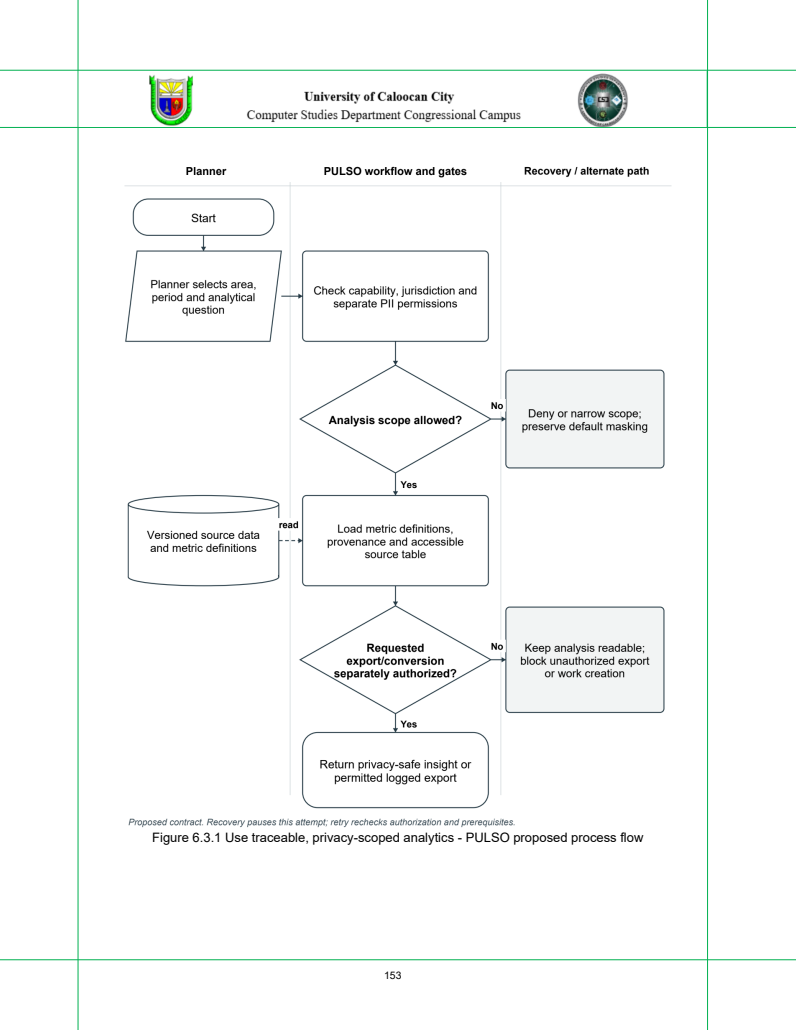 University of Caloocan City
Computer Studies Department Congressional Campus
Planner
PULSO workflow and gates
Recovery / alternate path
Start
Planner selects area,
period and analytical
question
Check capability, jurisdiction and
separate PII permissions
Analysis scope allowed?
No
Deny or narrow scope;
preserve default masking
Yes
Versioned source data
and metric definitions
read
Load metric definitions,
provenance and accessible
source table
Requested
export/conversion
separately authorized?
No
Keep analysis readable;
block unauthorized export
or work creation
Yes
Return privacy-safe insight or
permitted logged export
Proposed contract. Recovery pauses this attempt; retry rechecks authorization and prerequisites.
Figure 6.3.1 Use traceable, privacy-scoped analytics - PULSO proposed process flow
153